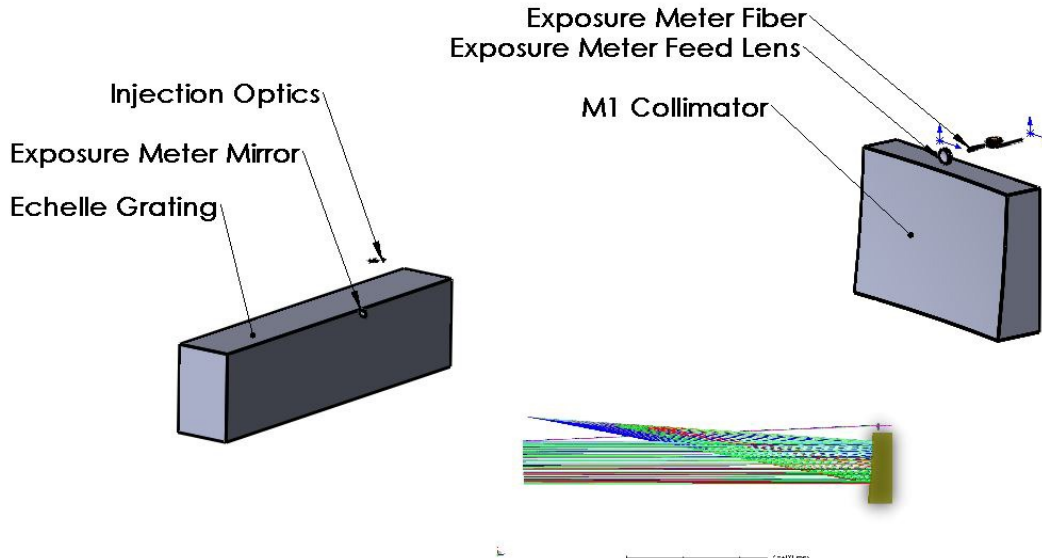 Exposure Meter Fiber
Exposure Meter Feed Lens
Injection Optics
M1 Collimator
Exposure Meter Mirror
Echelle Grating